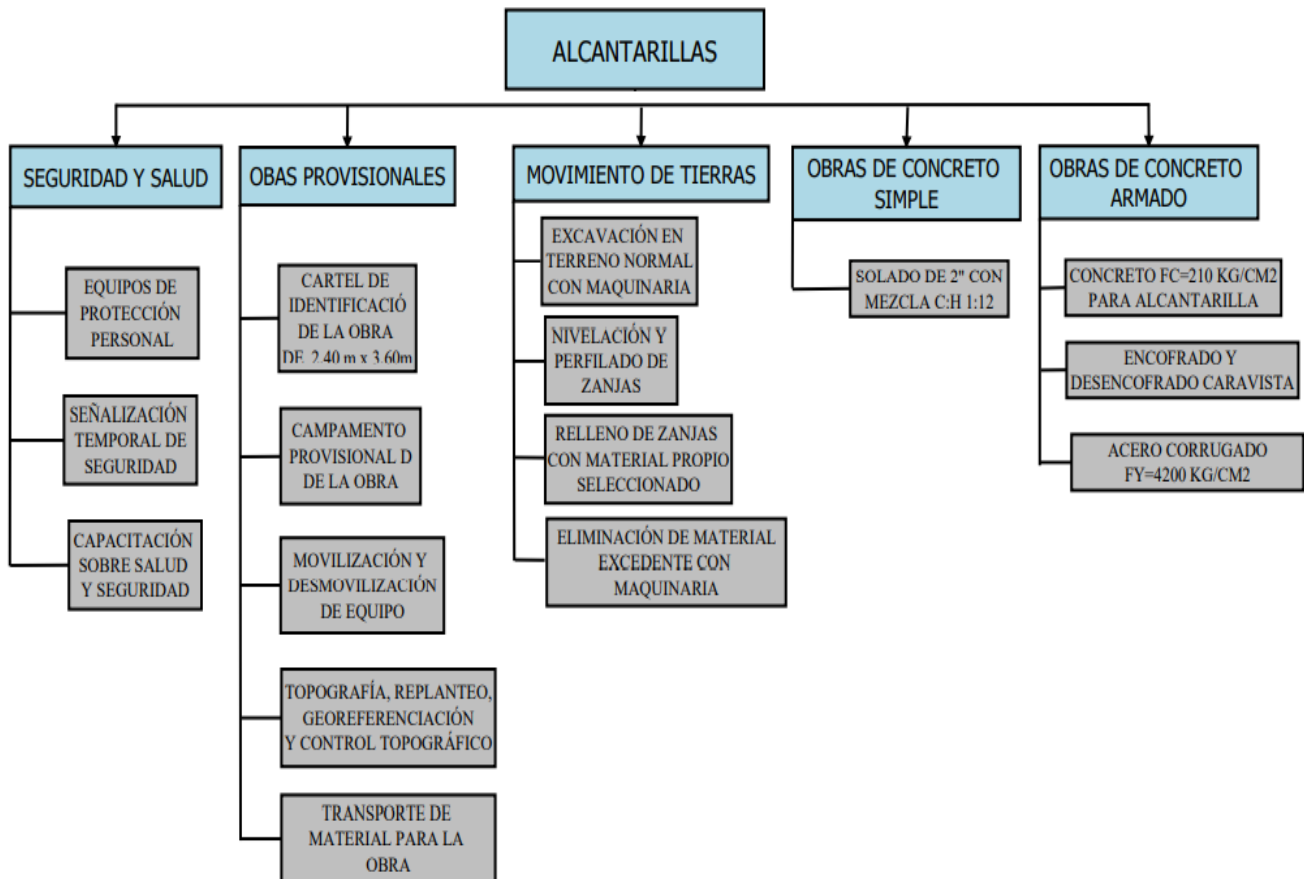 ALCANTARILLAS
SEGURIDAD Y SALUD
EQUIPOS DE
PROTECCIÓN
PERSONAL
SEÑALIZACIÓN
TEMPORAL DE
SEGURIDAD
CAPACITACIÓN
SOBRE SALUD
Y SEGURIDAD
OBAS PROVISIONALES
CARTEL DE
IDENTIFICACIÓ
DE LA OBRA
DE 2.40 m x 3.60m
CAMPAMENTO
PROVISIONAL D
DE LA OBRA
MOVILIZACIÓN Y
DESMOVILIZACIÓN
DE EQUIPO
TOPOGRAFÍA, REPLANTEO,
GEOREFERENCIACIÓN
Y CONTROL TOPOGRÁFICO
TRANSPORTE DE
MATERIAL PARA LA
OBRA
MOVIMIENTO DE TIERRAS
EXCAVACIÓN EN
TERRENO NORMAL
CON MAQUINARIA
NIVELACIÓN Y
PERFILADO DE
ZANJAS
RELLENO DE ZANJAS
CON MATERIAL PROPIO
SELECCIONADO
ELIMINACIÓN DE MATERIAL
EXCEDENTE CON
MAQUINARIA
OBRAS DE CONCRETO
SIMPLE
SOLADO DE 2" CON
MEZCLA C:H 1:12
OBRAS DE CONCRETO
ARMADO
CONCRETO FC=210 KG/CM2
PARA ALCANTARILLA
ENCOFRADO Y
DESENCOFRADO CARAVISTA
ACERO CORRUGADO
FY=4200 KG/CM2